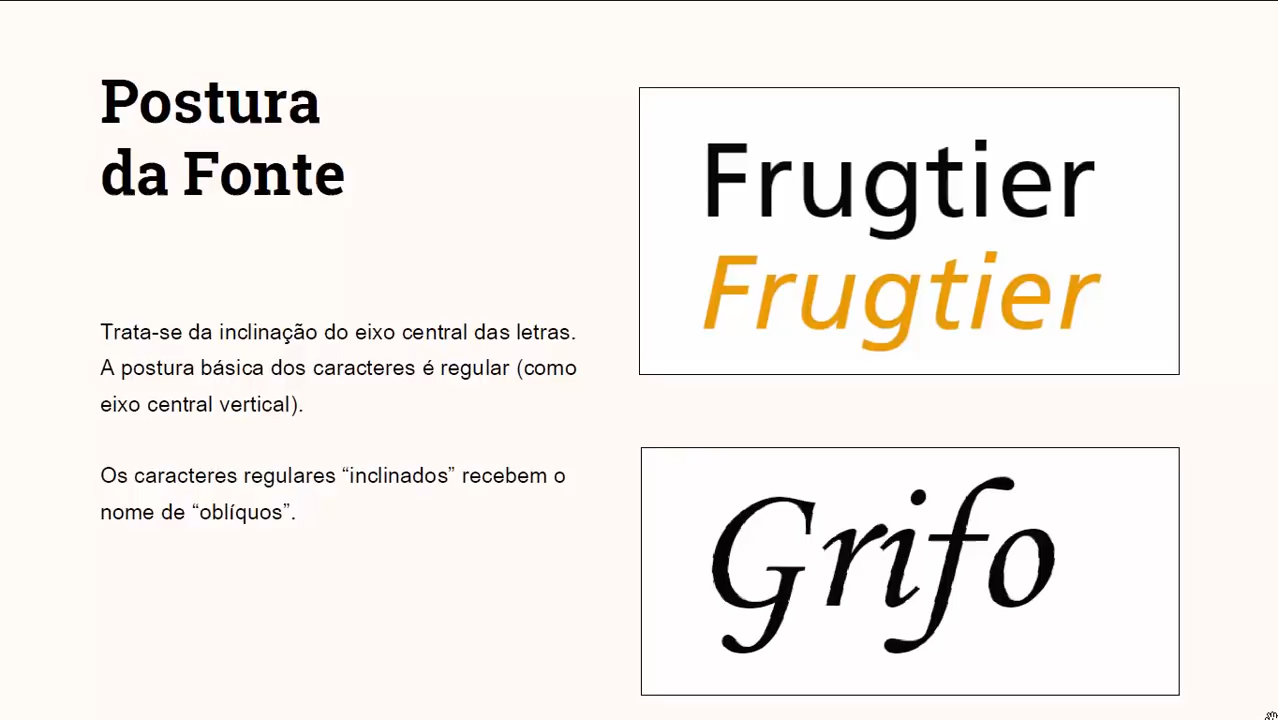 Postura
da Fonte
Trata-se da inclinação do eixo central das letras.
A postura básica dos caracteres é regular (como
eixo central vertical).
Os caracteres regulares “inclinados” recebem o
nome de “oblíquos”.
Frugtier
Frugtier
Grifo